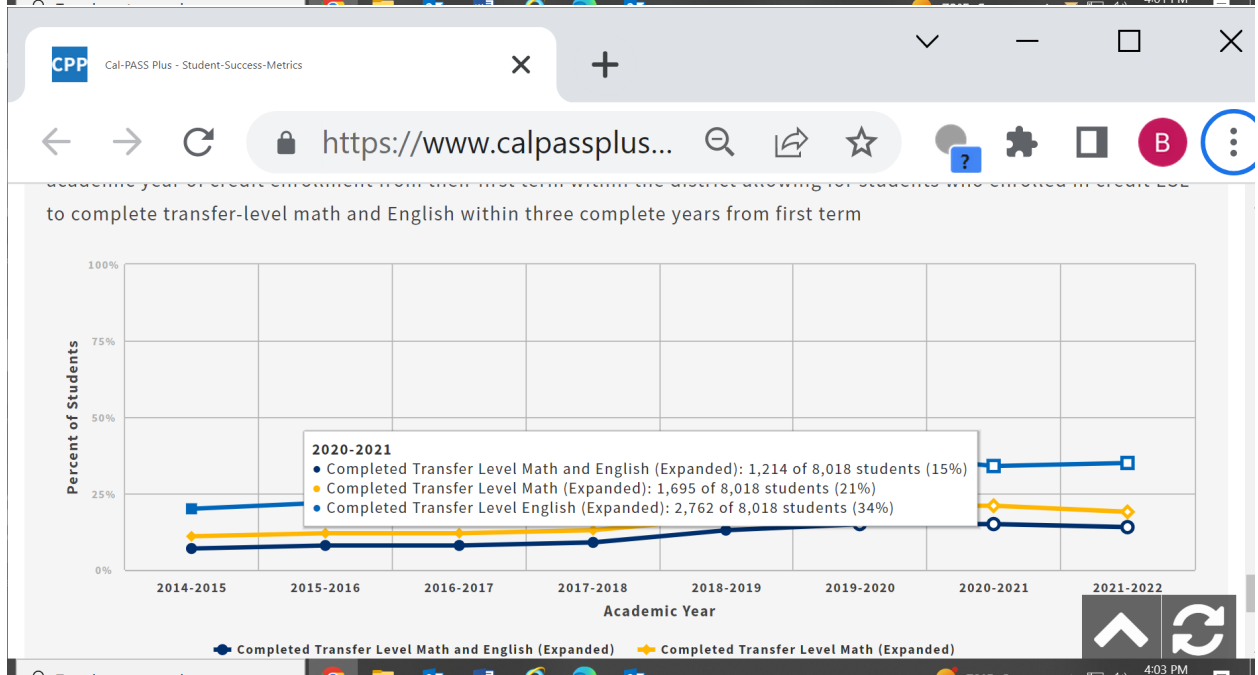 4:01 PM
CPP Cal-PASS Plus - Student-Success-Metrics
https://www.calpassplus...
B
?
to complete transfer-level math and English within three complete years from first term
100%
75%
50%
25%
0%
Percent of Students
2020-2021
Completed Transfer Level Math and English (Expanded): 1,214 of 8,018 students (15%)
Completed Transfer Level Math (Expanded): 1,695 of 8,018 students (21%)
Completed Transfer Level English (Expanded): 2,762 of 8,018 students (34%)
2014-2015 2015-2016 2016-2017 2017-2018 2018-2019 2019-2020 2020-2021 2021-2022
Academic Year
Completed Transfer Level Math and English (Expanded) Completed Transfer Level Math (Expanded)
4:03 PM